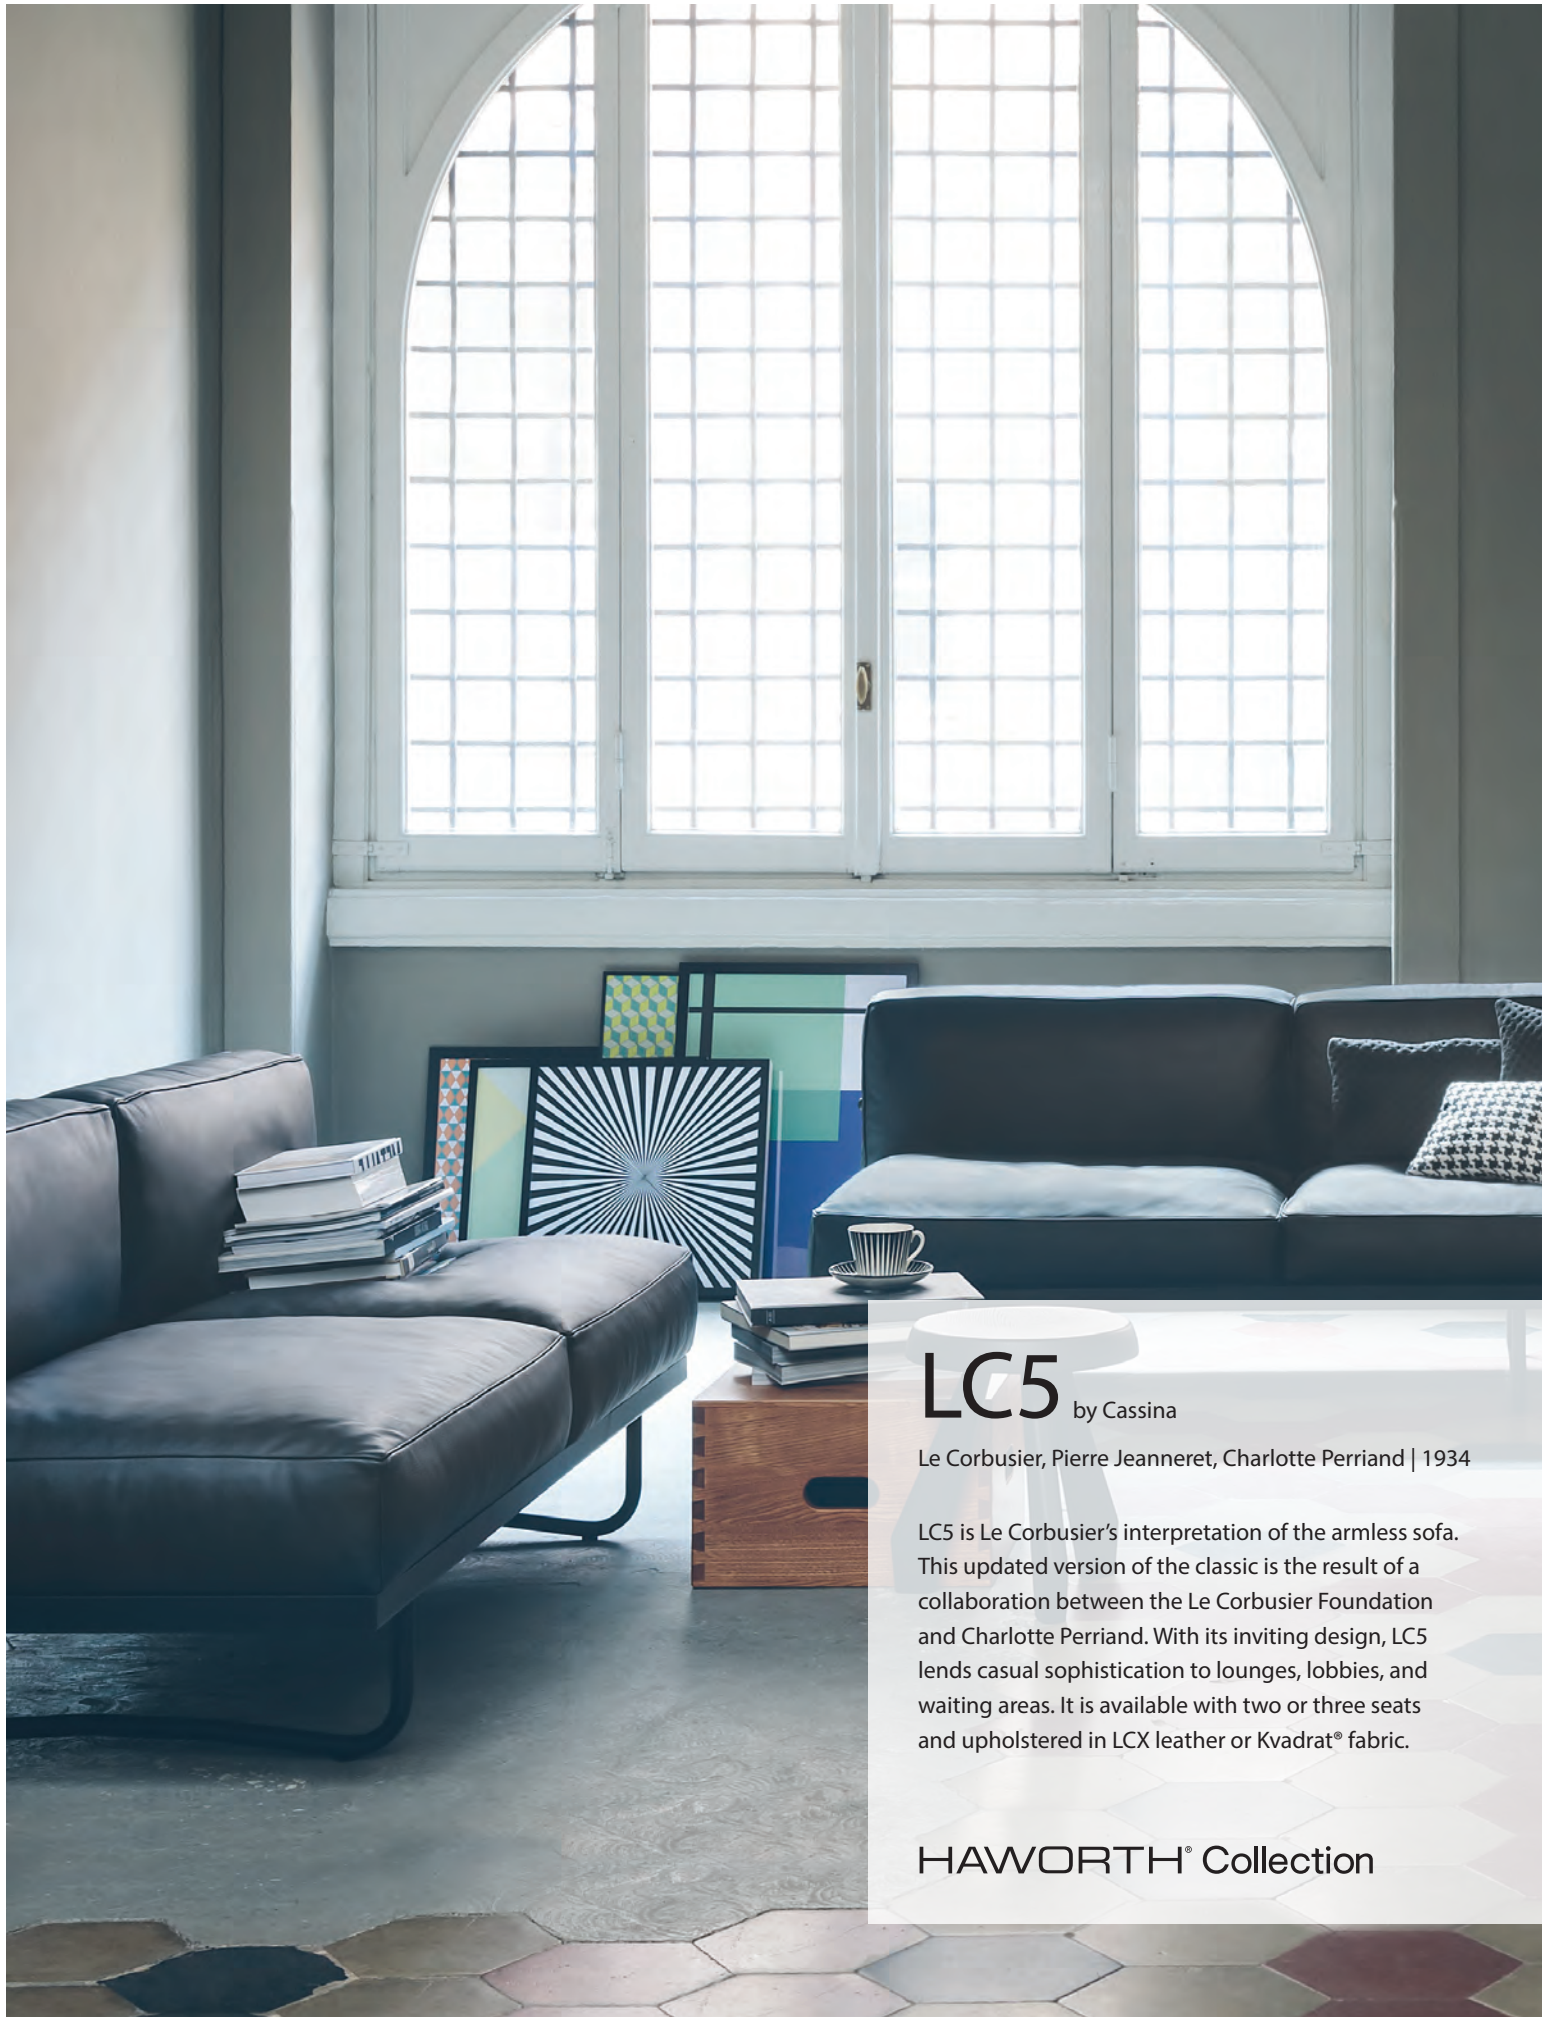 LC5 by Cassina
Le Corbusier, Pierre Jeanneret, Charlotte Perriand | 1934
LC5 is Le Corbusier’s interpretation of the armless sofa.
This updated version of the classic is the result of a
collaboration between the Le Corbusier Foundation
and Charlotte Perriand. With its inviting design, LC5
lends casual sophistication to lounges, lobbies, and
waiting areas. It is available with two or three seats
and upholstered in LCX leather or Kvadrat® fabric.
HAWORTH® Collection